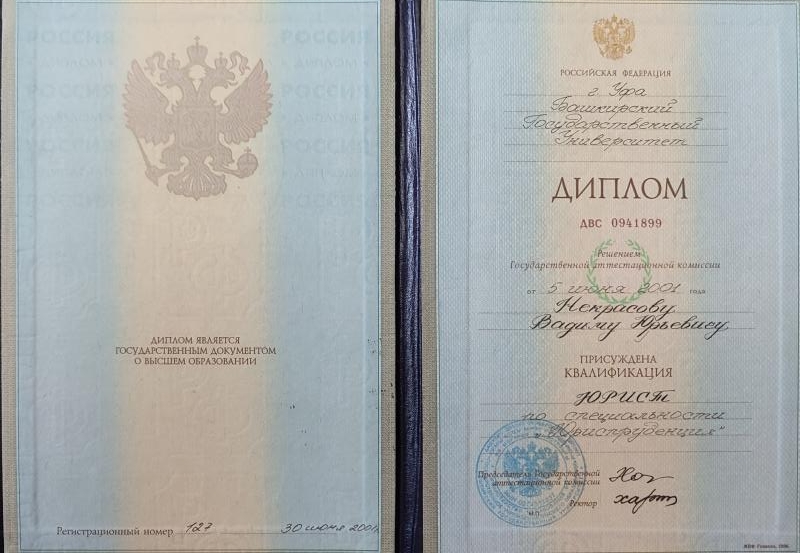 ДИПЛОМ ЯВЛЯЕТСЯ
ГОСУДАРСТВЕННЫМ ДОКУМЕНТОМ
О ВЫСШЕМ ОБРАЗОВАНИИ
Регистрационный номер 127 30 июня 2001г.
РОССИЙСКАЯ ФЕДЕРАЦИЯ
г. Уфа
Башкирский
Государственный
Университет
ДИПЛОМ
ДВС 0941899
Решением
Государственной аттестационной комиссии
от 5 июня 2001 года
Некрасову
Вадиму Юрьевичу
ПРИСУЖДЕНА
КВАЛИФИКАЦИЯ
ЮРИСТ
по специальности
"Юриспруденция"
Председатель Государственной
аттестационной комиссии
Ректор
М.П.